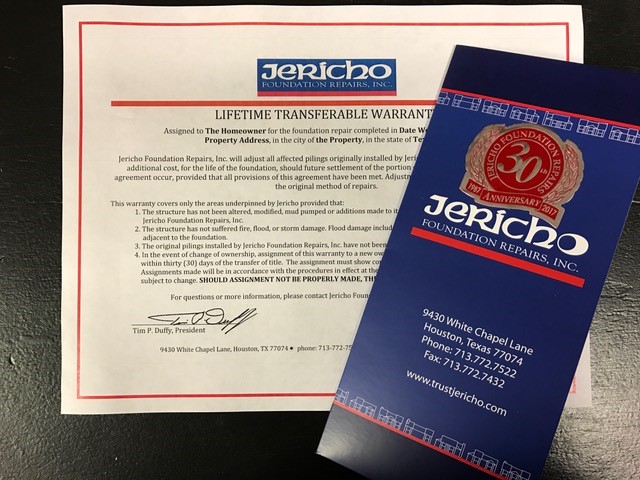 JERICHO
FOUNDATION REPAIRS, INC.
LIFETIME TRANSFERABLE WARRANT
Assigned to The Homeowner for the foundation repair completed in Date We
Property Address, in the city of the Property, in the state of Te
Jericho Foundation Repairs, Inc. will adjust all affected pilings originally installed by Jeri
additional cost, for the life of the foundation, should future settlement of the portion
agreement occur, provided that all provisions of this agreement have been met. Adjust
the original method of repairs.
This warranty covers only the areas underpinned by Jericho provided that:
1. The structure has not been altered, modified, mud pumped or additions made to it
Jericho Foundation Repairs, Inc.
2. The structure has not suffered fire, flood, or storm damage. Flood damage includ
adjacent to the foundation.
3. The original pilings installed by Jericho Foundation Repairs, Inc. have not been
4. In the event of change of ownership, assignment of this warranty to a new ow
within thirty (30) days of the transfer of title. The assignment must show co
Assignments made will be in accordance with the procedures in effect at the
subject to change. SHOULD ASSIGNMENT NOT BE PROPERLY MADE, THE
For questions or more information, please contact Jericho Foun
Tim P. Duffy
Tim P. Duffy, President
9430 White Chapel Lane, Houston, TX 77074 • phone: 713-772-75
JERICHO FOUNDATION REPAIRS
30th
1987 ANNIVERSARY 2017
JERICHO
FOUNDATION REPAIRS, INC.
9430 White Chapel Lane
Houston, Texas 77074
Phone: 713.772.7522
Fax: 713.772.7432
www.trustjericho.com